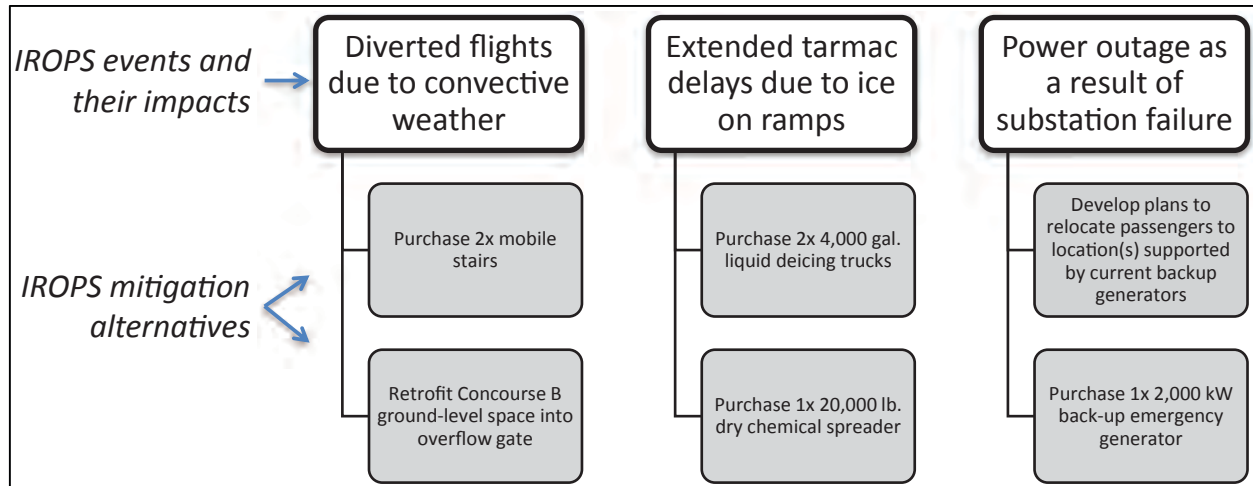 IROPS events and
their impacts
Diverted flights
due to convective
weather
Extended tarmac
delays due to ice
on ramps
Power outage as
a result of
substation failure
IROPS mitigation
alternatives
Purchase 2x mobile
stairs
Purchase 2x 4,000 gal.
liquid deicing trucks
Develop plans to
relocate passengers to
location(s) supported
by current backup
generators
Retrofit Concourse B
ground-level space into
overflow gate
Purchase 1x 20,000 lb.
dry chemical spreader
Purchase 1x 2,000 kW
back-up emergency
generator